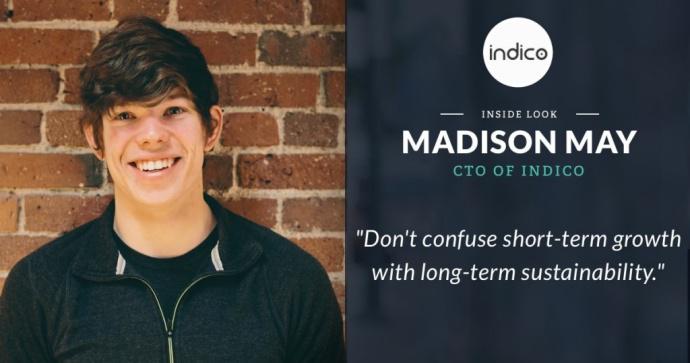 indico
INSIDE LOOK
MADISON MAY
CTO OF INDICO
"Don't confuse short-term growth
with long-term sustainability."